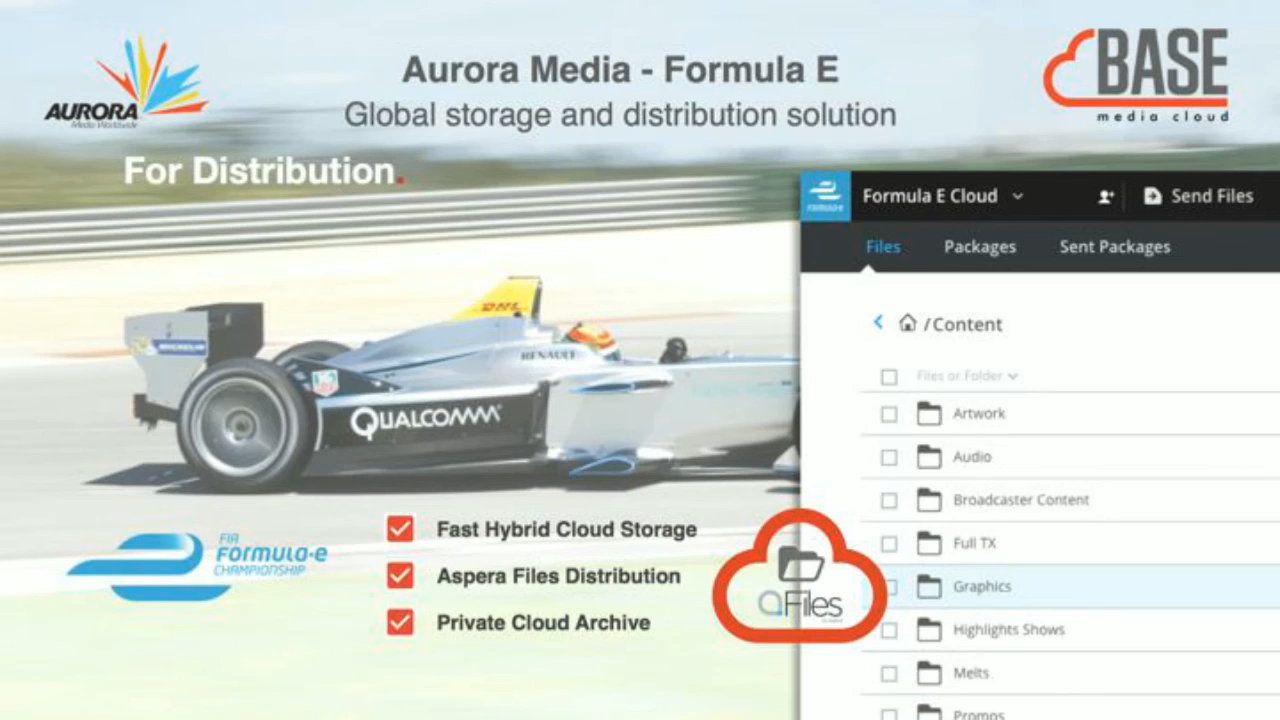 AURORA
Media Worldwide
Aurora Media - Formula E
Global storage and distribution solution
BASE
media cloud
For Distribution.
Formula E Cloud
Send Files
Files
Packages
Sent Packages
/Content
Files or Folder
Artwork
Audio
Broadcaster Content
Full TX
Graphics
Highlights Shows
Melts
Promos
DHL
RENAULT
MICHELIN
QUALCOMM
FIA
FORMULA-E
CHAMPIONSHIP
Fast Hybrid Cloud Storage
Aspera Files Distribution
Private Cloud Archive
a.Files